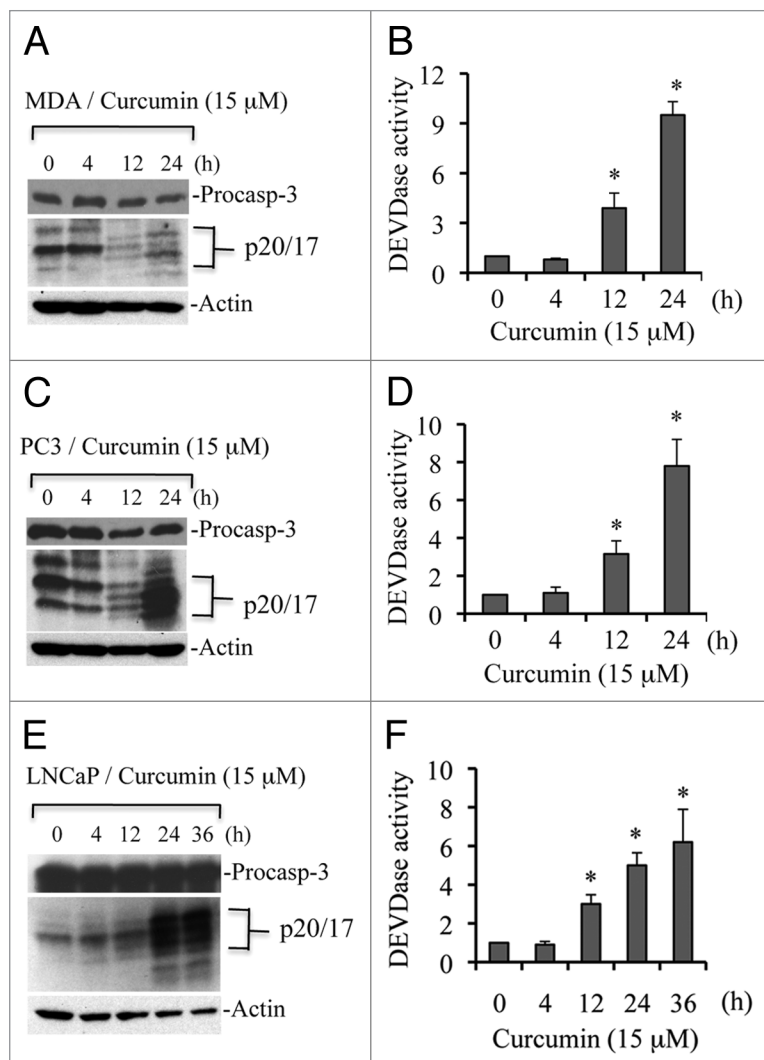 A
MDA / Curcumin (15 µM)
0 4 12 24 (h)
-Procasp-3
p20/17
-Actin
B
DEVDase activity
12
9
6
3
0
*
*
0 4 12 24 (h)
Curcumin (15 µM)
C
PC3 / Curcumin (15 µM)
0 4 12 24 (h)
-Procasp-3
p20/17
-Actin
D
DEVDase activity
10
8
6
4
2
0
*
*
0 4 12 24 (h)
Curcumin (15 µM)
E
LNCaP / Curcumin (15 µM)
0 4 12 24 36 (h)
-Procasp-3
p20/17
-Actin
F
DEVDase activity
10
8
6
4
2
0
*
*
*
0 4 12 24 36 (h)
Curcumin (15 µM)